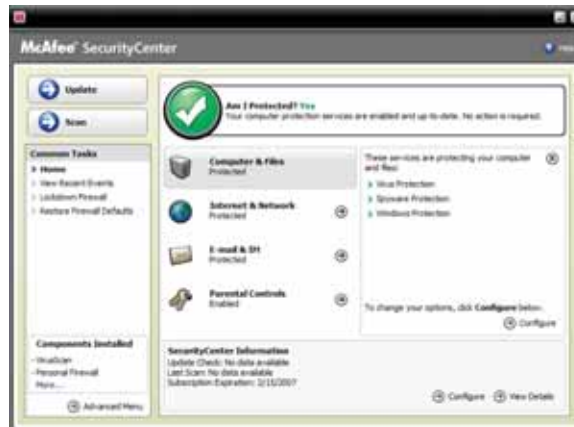 McAfee® SecurityCenter
Help
Update
Scan
Common Tasks
Home
View Recent Events
Lockdown Firewall
Restore Firewall Defaults
Components Installed
VirusScan
Personal Firewall
More...
Advanced Menu
Am I Protected? Yes
Your computer protection services are enabled and up-to-date. No action is required.
Computer & Files
Protected
Internet & Network
Protected
E-mail & IM
Protected
Parental Controls
Enabled
These services are protecting your computer
and files:
Virus Protection
Spyware Protection
Windows Protection
To change your options, click Configure below.
Configure
SecurityCenter Information
Update Check: No data available
Last Scan: No data available
Subscription Expiration: 2/15/2007
Configure
View Details